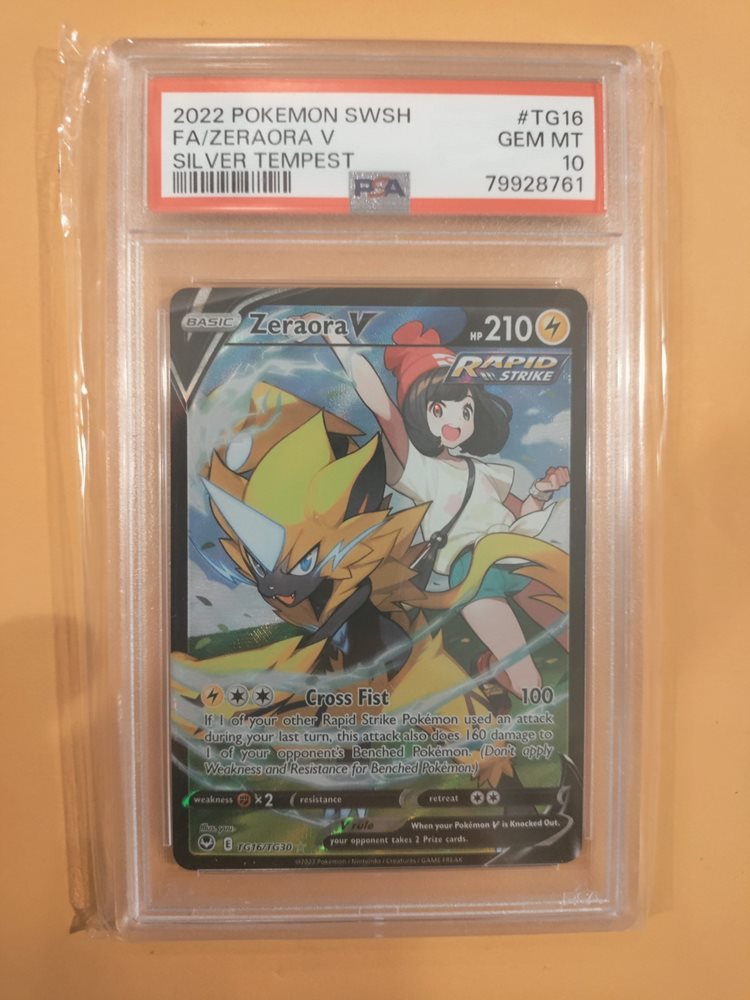 2022 POKEMON SWSH #TG16
FA/ZERAORA V GEM MT
SILVER TEMPEST 10
PSA 79928761
BASIC Zeraora V HP 210
RAPID
STRIKE
Cross Fist 100
If 1 of your other Rapid Strike Pokémon used an attack
during your last turn, this attack also does 160 damage to
1 of your opponent's Benched Pokémon. (Don't apply
Weakness and Resistance for Benched Pokémon.)
weakness ×2 resistance retreat
V rule When your Pokémon V is Knocked Out,
your opponent takes 2 Prize cards.
Illus. yuu
E TG16/TG30
©2022 Pokémon / Nintendo / Creatures / GAME FREAK